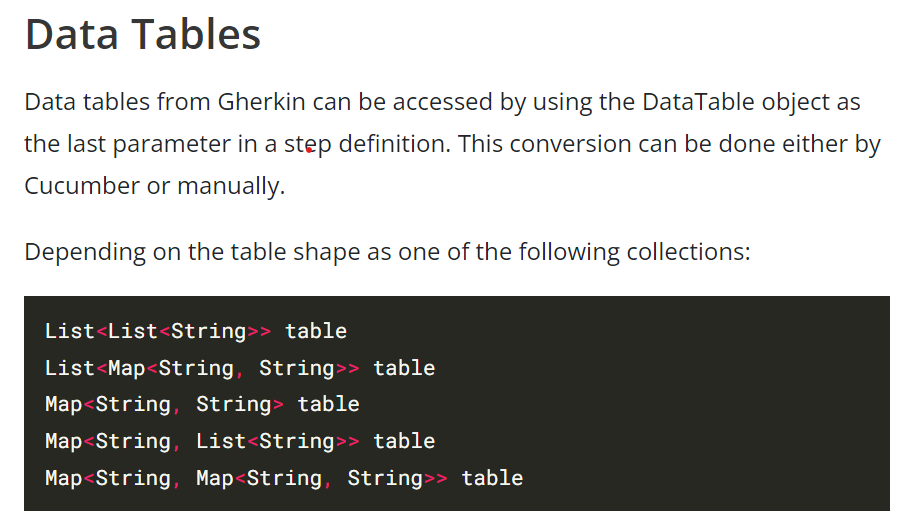 Data Tables
Data tables from Gherkin can be accessed by using the DataTable object as
the last parameter in a step definition. This conversion can be done either by
Cucumber or manually.
Depending on the table shape as one of the following collections:
List<List<String>> table
List<Map<String, String>> table
Map<String, String> table
Map<String, List<String>> table
Map<String, Map<String, String>> table